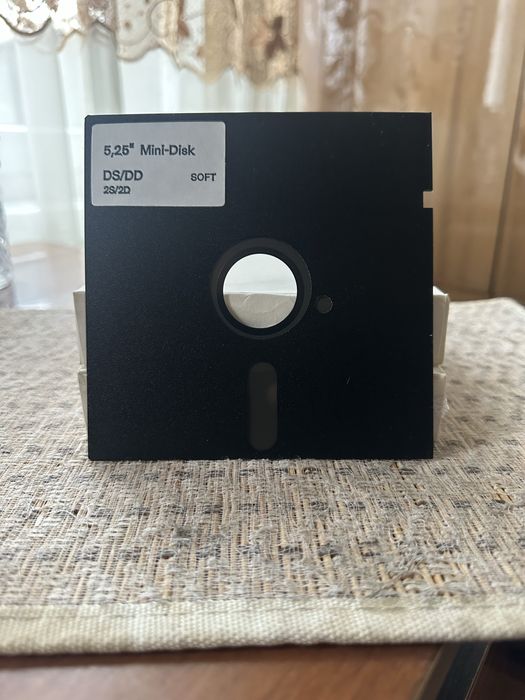 5,25" Mini-Disk
DS/DD SOFT
2S/2D